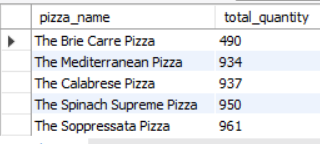 pizza_name total_quantity
The Brie Carre Pizza 490
The Mediterranean Pizza 934
The Calabrese Pizza 937
The Spinach Supreme Pizza 950
The Soppressata Pizza 961